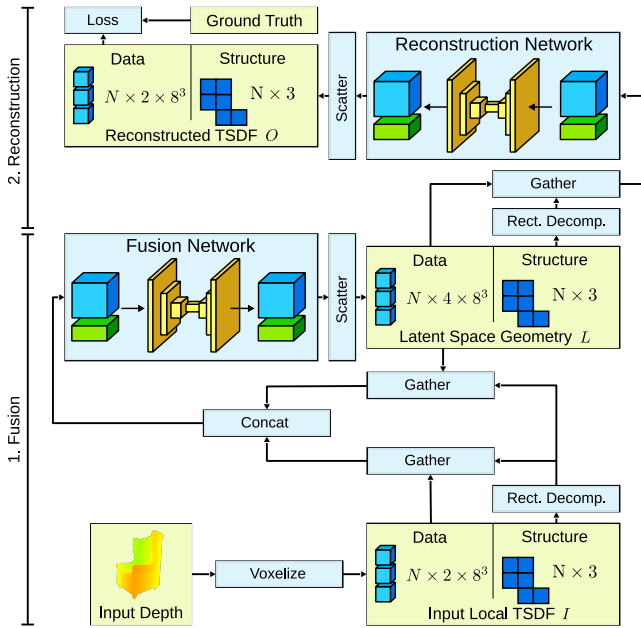 Loss
Ground Truth
Data
Structure
N × 2 × 8³
N × 3
Reconstructed TSDF O
Scatter
Reconstruction Network
2. Reconstruction
Gather
Rect. Decomp.
Fusion Network
Scatter
Data
Structure
N × 4 × 8³
N × 3
Latent Space Geometry L
Gather
Concat
Gather
1. Fusion
Rect. Decomp.
Input Depth
Voxelize
Data
Structure
N × 2 × 8³
N × 3
Input Local TSDF I